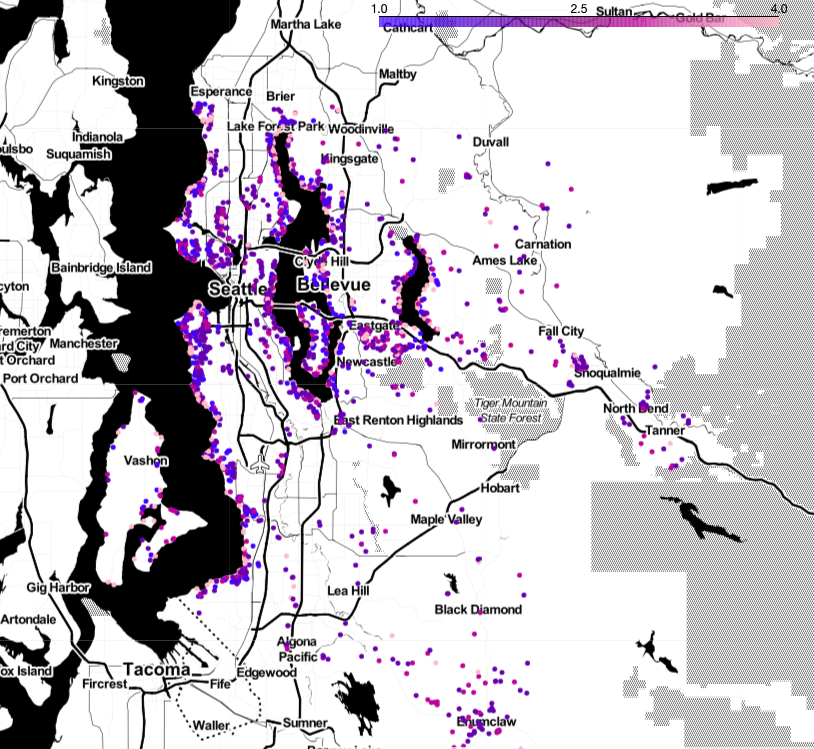 1.0 2.5 4.0
Sultan
Gold Bar
Martha Lake
Cathcart
Maltby
Kingston
Esperance
Brier
Lake Forest Park
Woodinville
Indianola
Duvall
Suquamish
Kingsgate
Carnation
Ames Lake
Bainbridge Island
Hill
Seattle
Bellevue
Eastgate
Fall City
Manchester
Newcastle
Snoqualmie
Port Orchard
Tiger Mountain
State Forest
North Bend
East Renton Highlands
Tanner
Mirrormont
Vashon
Hobart
Maple Valley
Gig Harbor
Lea Hill
Black Diamond
Artondale
Algona
Pacific
Tacoma
Edgewood
Fircrest
Fife
Enumclaw
Waller
Sumner